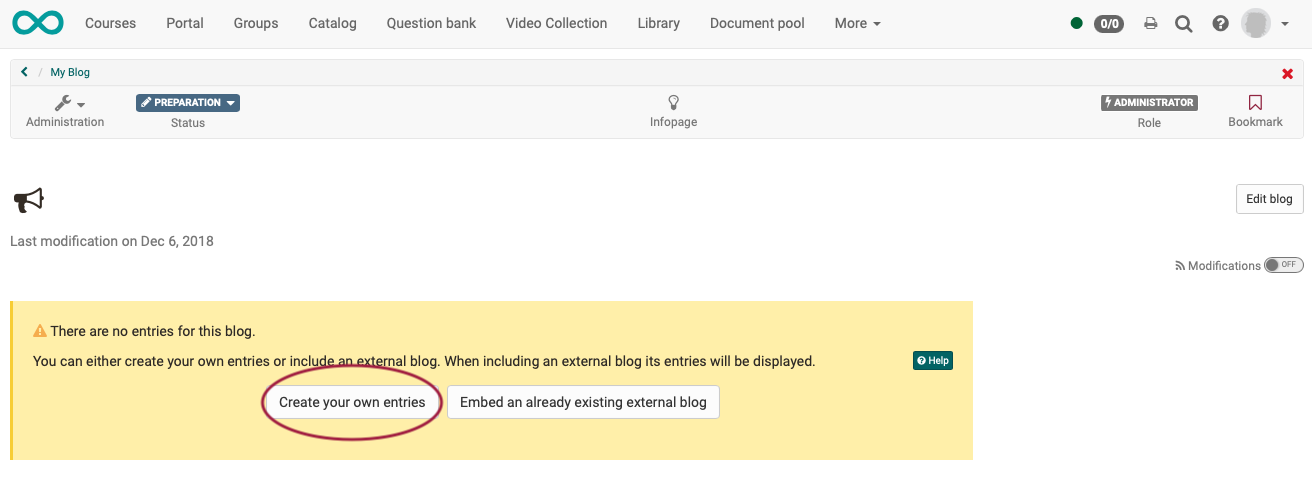 Courses Portal Groups Catalog Question bank Video Collection Library Document pool More 0/0
/ My Blog
PREPARATION ADMINISTRATOR
Administration Status Infopage Role Bookmark
Edit blog
Last modification on Dec 6, 2018
Modifications OFF
There are no entries for this blog.
You can either create your own entries or include an external blog. When including an external blog its entries will be displayed. Help
Create your own entries Embed an already existing external blog